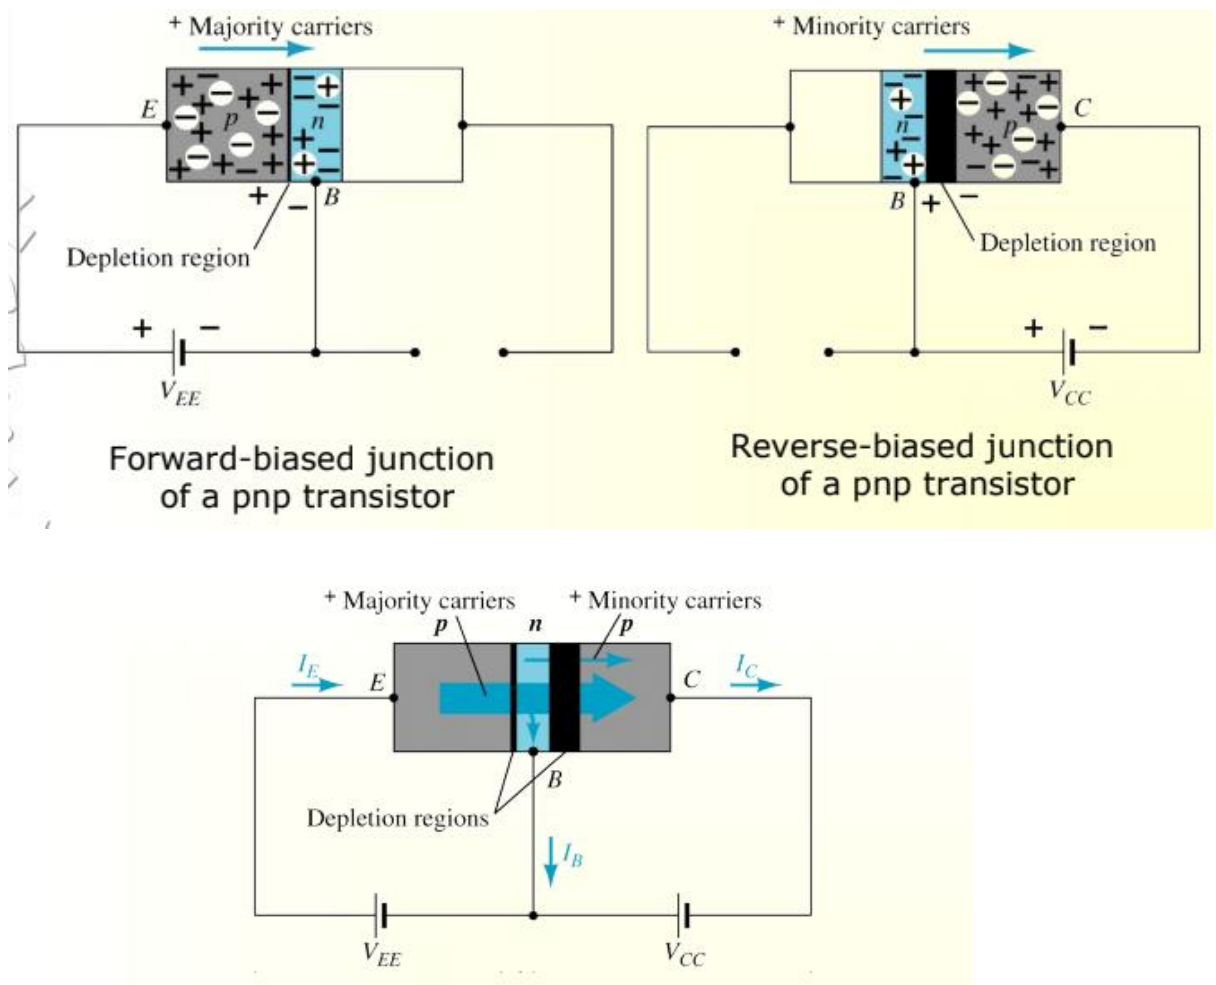 + Majority carriers
+ Minority carriers
E
p
n
n
p
C
B
+ −
B
+ −
Depletion region
Depletion region
+ −
+ −
V_EE
V_CC
Forward-biased junction
of a pnp transistor
Reverse-biased junction
of a pnp transistor
+ Majority carriers
+ Minority carriers
p
n
p
I_E
E
C
I_C
B
Depletion regions
I_B
V_EE
V_CC